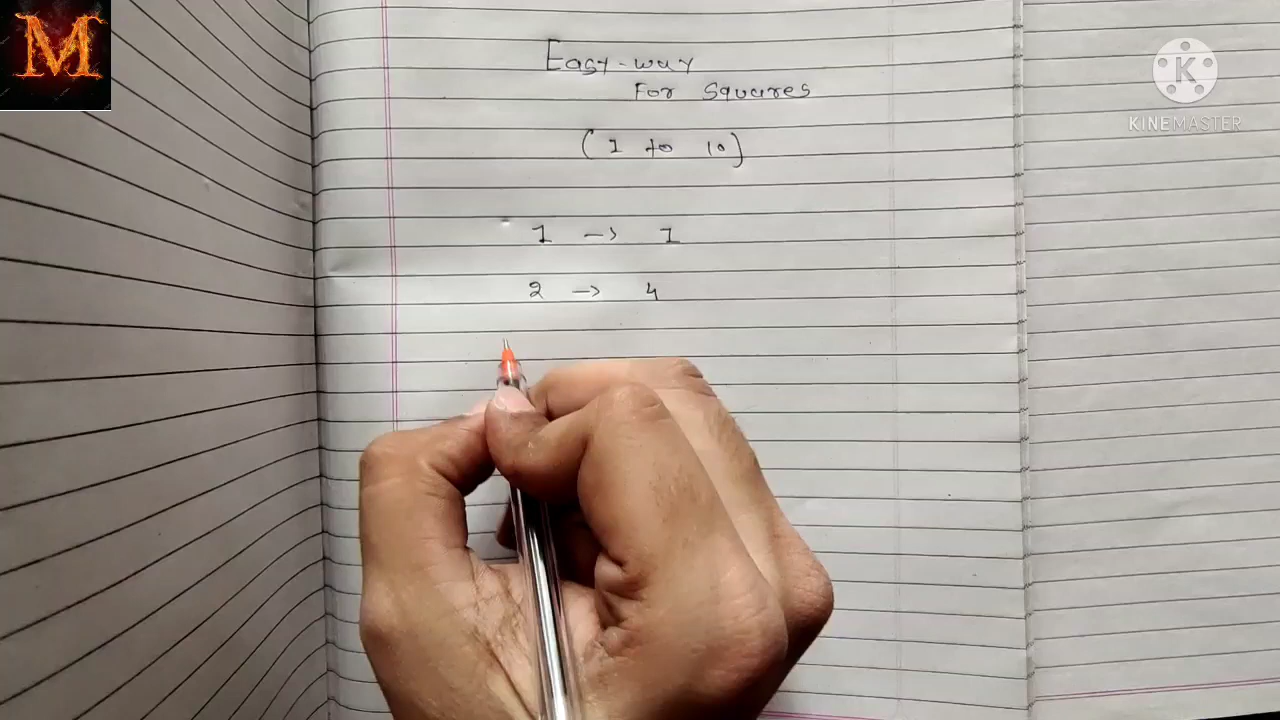 M
KINEMASTER
Easy-way
For Squares
(1 to 10)
1 → 1
2 → 4